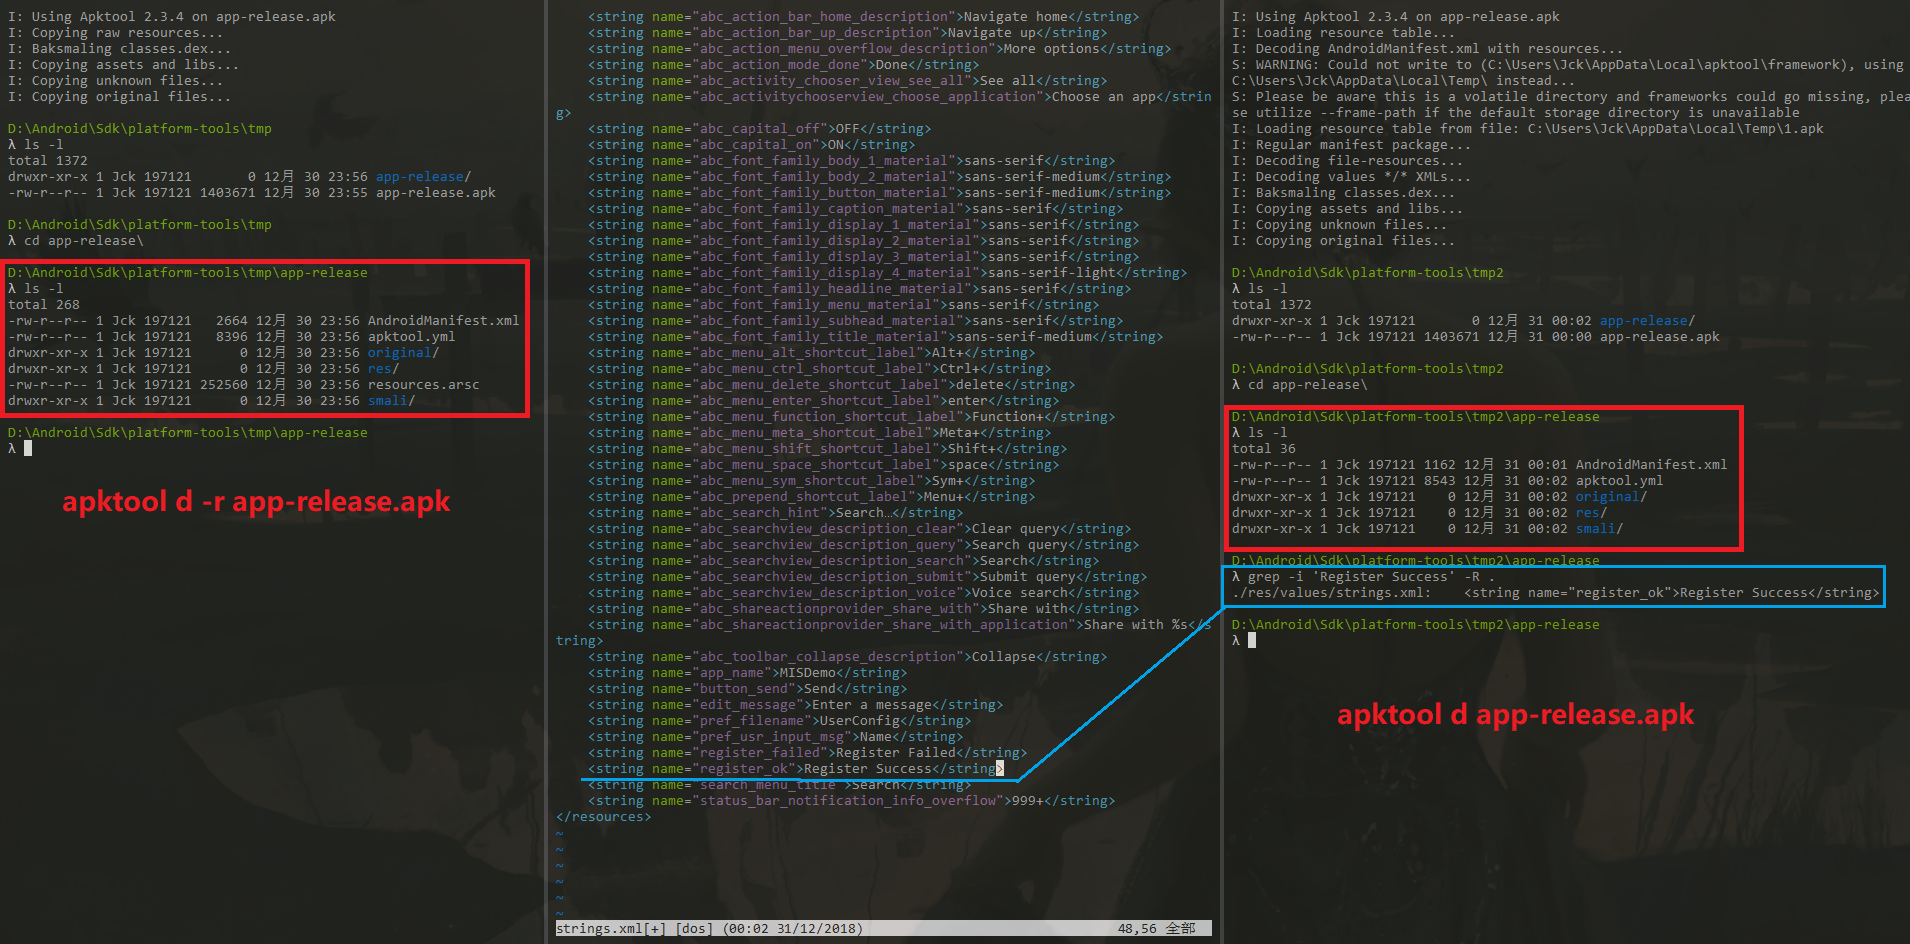 I: Using Apktool 2.3.4 on app-release.apk
I: Copying raw resources...
I: Baksmaling classes.dex...
I: Copying assets and libs...
I: Copying unknown files...
I: Copying original files...
D:\Android\Sdk\platform-tools\tmp
λ ls -l
total 1372
drwxr-xr-x 1 Jck 197121       0 12月 30 23:56 app-release/
-rw-r--r-- 1 Jck 197121 1403671 12月 30 23:55 app-release.apk
D:\Android\Sdk\platform-tools\tmp
λ cd app-release\
D:\Android\Sdk\platform-tools\tmp\app-release
λ ls -l
total 268
-rw-r--r-- 1 Jck 197121   2664 12月 30 23:56 AndroidManifest.xml
-rw-r--r-- 1 Jck 197121   8396 12月 30 23:56 apktool.yml
drwxr-xr-x 1 Jck 197121      0 12月 30 23:56 original/
drwxr-xr-x 1 Jck 197121      0 12月 30 23:56 res/
-rw-r--r-- 1 Jck 197121 252560 12月 30 23:56 resources.arsc
drwxr-xr-x 1 Jck 197121      0 12月 30 23:56 smali/
D:\Android\Sdk\platform-tools\tmp\app-release
λ
apktool d -r app-release.apk
<string name="abc_action_bar_home_description">Navigate home</string>
<string name="abc_action_bar_up_description">Navigate up</string>
<string name="abc_action_menu_overflow_description">More options</string>
<string name="abc_action_mode_done">Done</string>
<string name="abc_activity_chooser_view_see_all">See all</string>
<string name="abc_activitychooserview_choose_application">Choose an app</strin
g>
<string name="abc_capital_off">OFF</string>
<string name="abc_capital_on">ON</string>
<string name="abc_font_family_body_1_material">sans-serif</string>
<string name="abc_font_family_body_2_material">sans-serif-medium</string>
<string name="abc_font_family_button_material">sans-serif-medium</string>
<string name="abc_font_family_caption_material">sans-serif</string>
<string name="abc_font_family_display_1_material">sans-serif</string>
<string name="abc_font_family_display_2_material">sans-serif</string>
<string name="abc_font_family_display_3_material">sans-serif</string>
<string name="abc_font_family_display_4_material">sans-serif-light</string>
<string name="abc_font_family_headline_material">sans-serif</string>
<string name="abc_font_family_menu_material">sans-serif</string>
<string name="abc_font_family_subhead_material">sans-serif</string>
<string name="abc_font_family_title_material">sans-serif-medium</string>
<string name="abc_menu_alt_shortcut_label">Alt+</string>
<string name="abc_menu_ctrl_shortcut_label">Ctrl+</string>
<string name="abc_menu_delete_shortcut_label">delete</string>
<string name="abc_menu_enter_shortcut_label">enter</string>
<string name="abc_menu_function_shortcut_label">Function+</string>
<string name="abc_menu_meta_shortcut_label">Meta+</string>
<string name="abc_menu_shift_shortcut_label">Shift+</string>
<string name="abc_menu_space_shortcut_label">space</string>
<string name="abc_menu_sym_shortcut_label">Sym+</string>
<string name="abc_prepend_shortcut_label">Menu+</string>
<string name="abc_search_hint">Search…</string>
<string name="abc_searchview_description_clear">Clear query</string>
<string name="abc_searchview_description_query">Search query</string>
<string name="abc_searchview_description_search">Search</string>
<string name="abc_searchview_description_submit">Submit query</string>
<string name="abc_searchview_description_voice">Voice search</string>
<string name="abc_shareactionprovider_share_with">Share with</string>
<string name="abc_shareactionprovider_share_with_application">Share with %s</s
tring>
<string name="abc_toolbar_collapse_description">Collapse</string>
<string name="app_name">MISDemo</string>
<string name="button_send">Send</string>
<string name="edit_message">Enter a message</string>
<string name="pref_filename">UserConfig</string>
<string name="pref_usr_input_msg">Name</string>
<string name="register_failed">Register Failed</string>
<string name="register_ok">Register Success</string>
<string name="search_menu_title">Search</string>
<string name="status_bar_notification_info_overflow">999+</string>
</resources>
~
~
~
~
~
~
strings.xml[+] [dos] (00:02 31/12/2018) 48,56 全部
I: Using Apktool 2.3.4 on app-release.apk
I: Loading resource table...
I: Decoding AndroidManifest.xml with resources...
S: WARNING: Could not write to (C:\Users\Jck\AppData\Local\apktool\framework), using
C:\Users\Jck\AppData\Local\Temp\ instead...
S: Please be aware this is a volatile directory and frameworks could go missing, plea
se utilize --frame-path if the default storage directory is unavailable
I: Loading resource table from file: C:\Users\Jck\AppData\Local\Temp\1.apk
I: Regular manifest package...
I: Decoding file-resources...
I: Decoding values */* XMLs...
I: Baksmaling classes.dex...
I: Copying assets and libs...
I: Copying unknown files...
I: Copying original files...
D:\Android\Sdk\platform-tools\tmp2
λ ls -l
total 1372
drwxr-xr-x 1 Jck 197121       0 12月 31 00:02 app-release/
-rw-r--r-- 1 Jck 197121 1403671 12月 31 00:00 app-release.apk
D:\Android\Sdk\platform-tools\tmp2
λ cd app-release\
D:\Android\Sdk\platform-tools\tmp2\app-release
λ ls -l
total 36
-rw-r--r-- 1 Jck 197121 1162 12月 31 00:01 AndroidManifest.xml
-rw-r--r-- 1 Jck 197121 8543 12月 31 00:02 apktool.yml
drwxr-xr-x 1 Jck 197121    0 12月 31 00:02 original/
drwxr-xr-x 1 Jck 197121    0 12月 31 00:02 res/
drwxr-xr-x 1 Jck 197121    0 12月 31 00:02 smali/
D:\Android\Sdk\platform-tools\tmp2\app-release
λ grep -i 'Register Success' -R .
./res/values/strings.xml:    <string name="register_ok">Register Success</string>
D:\Android\Sdk\platform-tools\tmp2\app-release
λ
apktool d app-release.apk